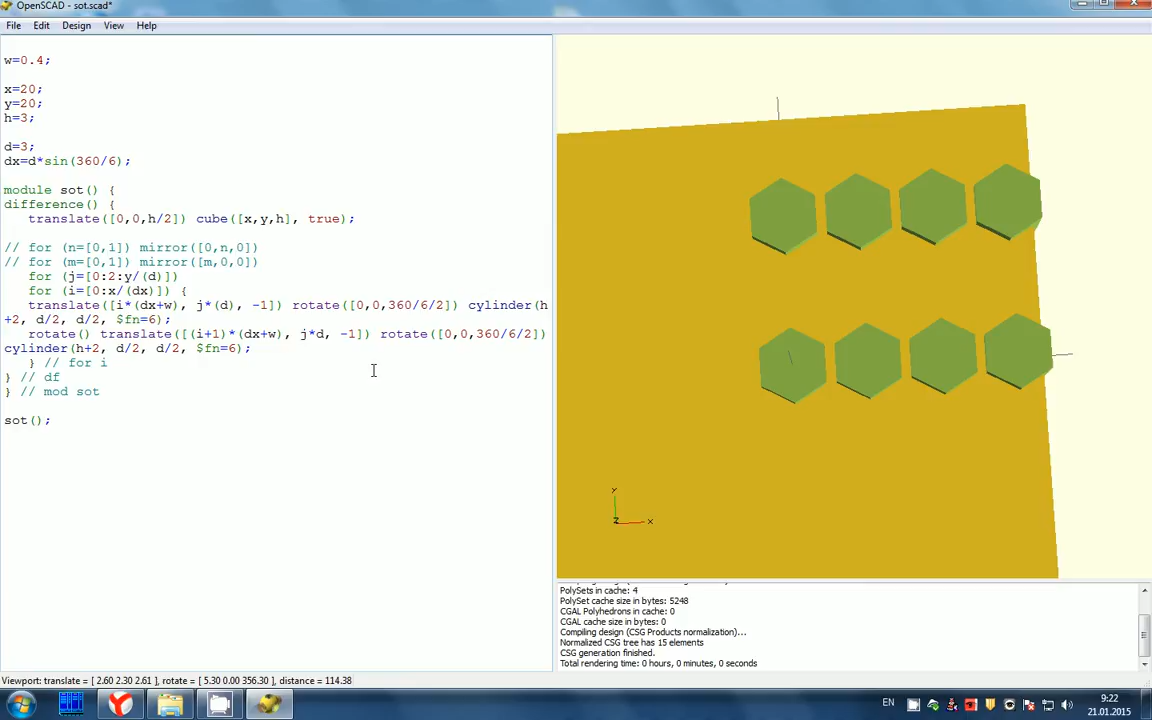 OpenSCAD - sot.scad*
File Edit Design View Help
w=0.4;
x=20;
y=20;
h=3;
d=3;
dx=d*sin(360/6);
module sot() {
difference() {
translate([0,0,h/2]) cube([x,y,h], true);
// for (n=[0,1]) mirror([0,n,0])
// for (m=[0,1]) mirror([m,0,0])
for (j=[0:2:y/(d)])
for (i=[0:x/(dx)]) {
translate([i*(dx+w), j*(d), -1]) rotate([0,0,360/6/2]) cylinder(h
+2, d/2, d/2, $fn=6);
rotate() translate([(i+1)*(dx+w), j*d, -1]) rotate([0,0,360/6/2])
cylinder(h+2, d/2, d/2, $fn=6);
} // for i
} // df
} // mod sot
sot();
Y
Z X
PolySets in cache: 4
PolySet cache size in bytes: 5248
CGAL Polyhedrons in cache: 0
CGAL cache size in bytes: 0
Compiling design (CSG Products normalization)...
Normalized CSG tree has 15 elements
CSG generation finished.
Total rendering time: 0 hours, 0 minutes, 0 seconds
Viewport: translate = [ 2.60 2.30 2.61 ], rotate = [ 5.30 0.00 356.30 ], distance = 114.38
EN
9:22
21.01.2015